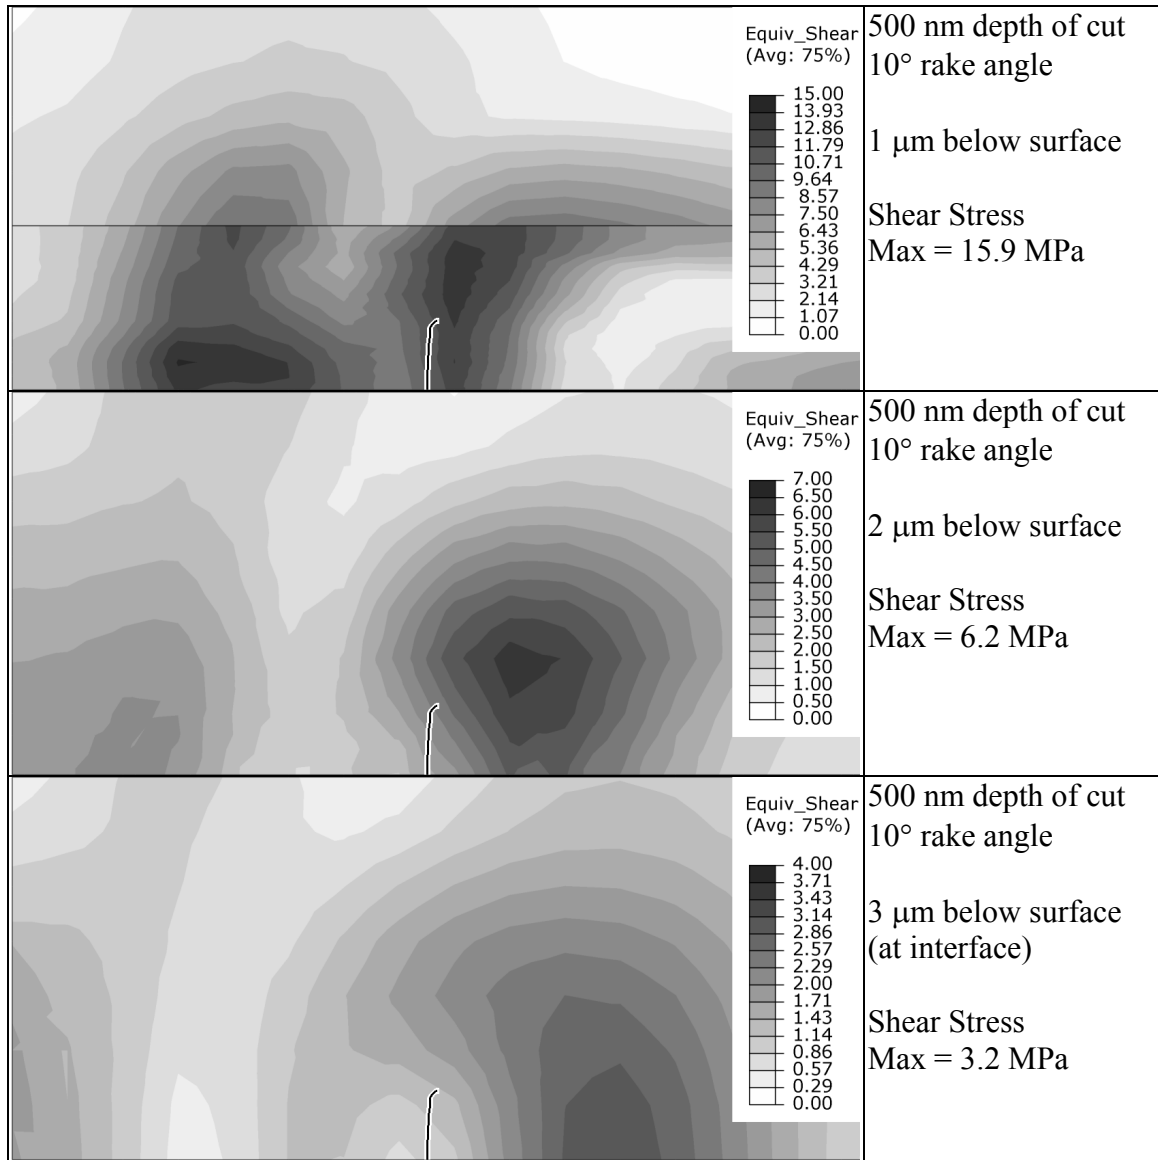 Equiv_Shear
(Avg: 75%)
15.00
13.93
12.86
11.79
10.71
9.64
8.57
7.50
6.43
5.36
4.29
3.21
2.14
1.07
0.00
500 nm depth of cut
10° rake angle
1 μm below surface
Shear Stress
Max = 15.9 MPa
Equiv_Shear
(Avg: 75%)
7.00
6.50
6.00
5.50
5.00
4.50
4.00
3.50
3.00
2.50
2.00
1.50
1.00
0.50
0.00
500 nm depth of cut
10° rake angle
2 μm below surface
Shear Stress
Max = 6.2 MPa
Equiv_Shear
(Avg: 75%)
4.00
3.71
3.43
3.14
2.86
2.57
2.29
2.00
1.71
1.43
1.14
0.86
0.57
0.29
0.00
500 nm depth of cut
10° rake angle
3 μm below surface
(at interface)
Shear Stress
Max = 3.2 MPa